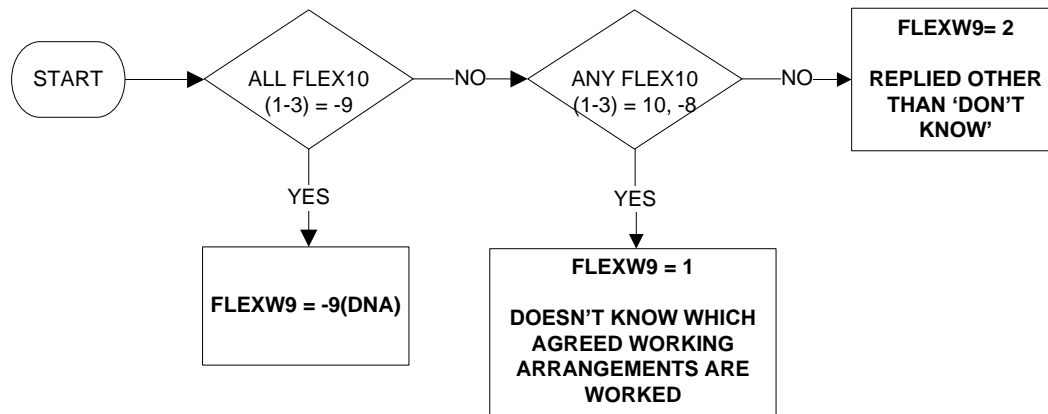 START
ALL FLEX10
(1-3) = -9
NO
ANY FLEX10
(1-3) = 10, -8
NO
FLEXW9= 2
REPLIED OTHER
THAN ‘DON’T
KNOW’
YES
YES
FLEXW9 = -9(DNA)
FLEXW9 = 1
DOESN’T KNOW WHICH
AGREED WORKING
ARRANGEMENTS ARE
WORKED